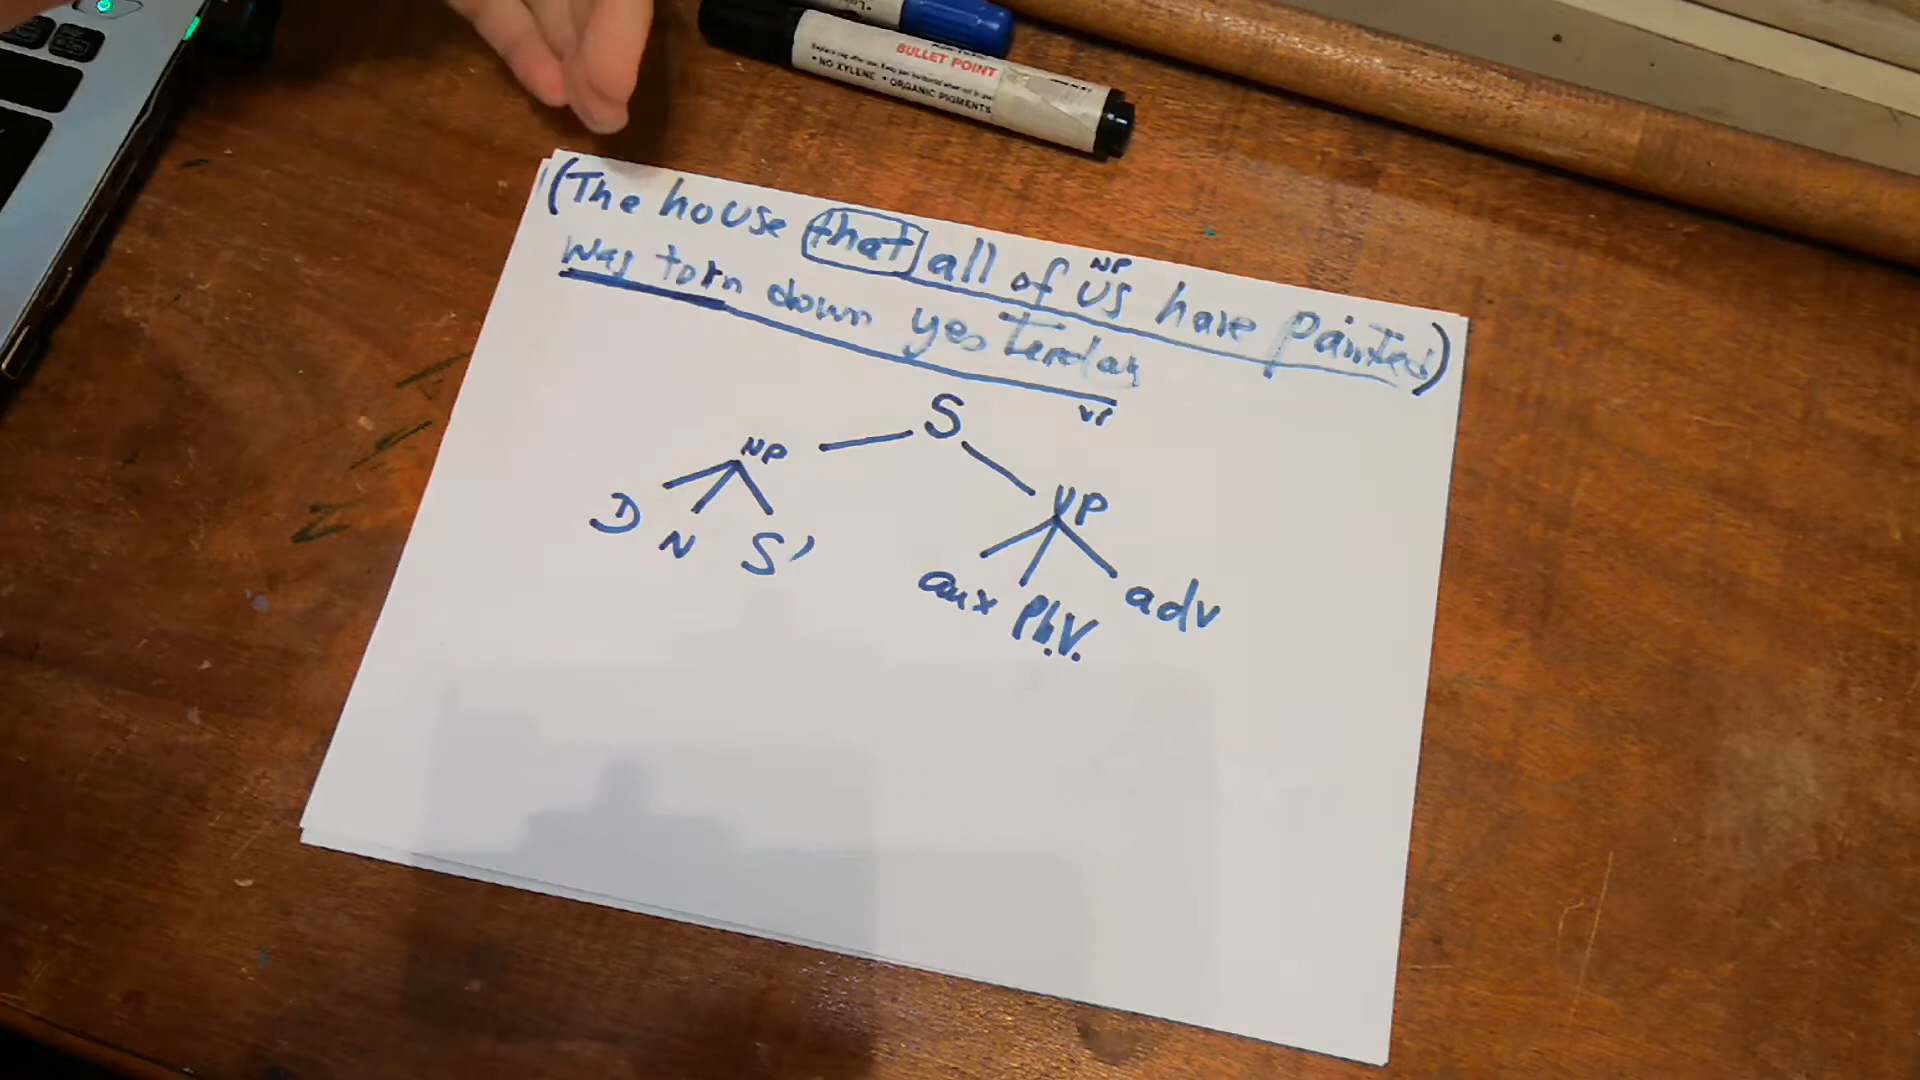 BULLET POINT
• NO XYLENE • ORGANIC PIGMENTS
(The house that all of us have painted)
NP
was torn down yesterday
VP
S
NP
VP
D N S'
aux Ph.V. adv